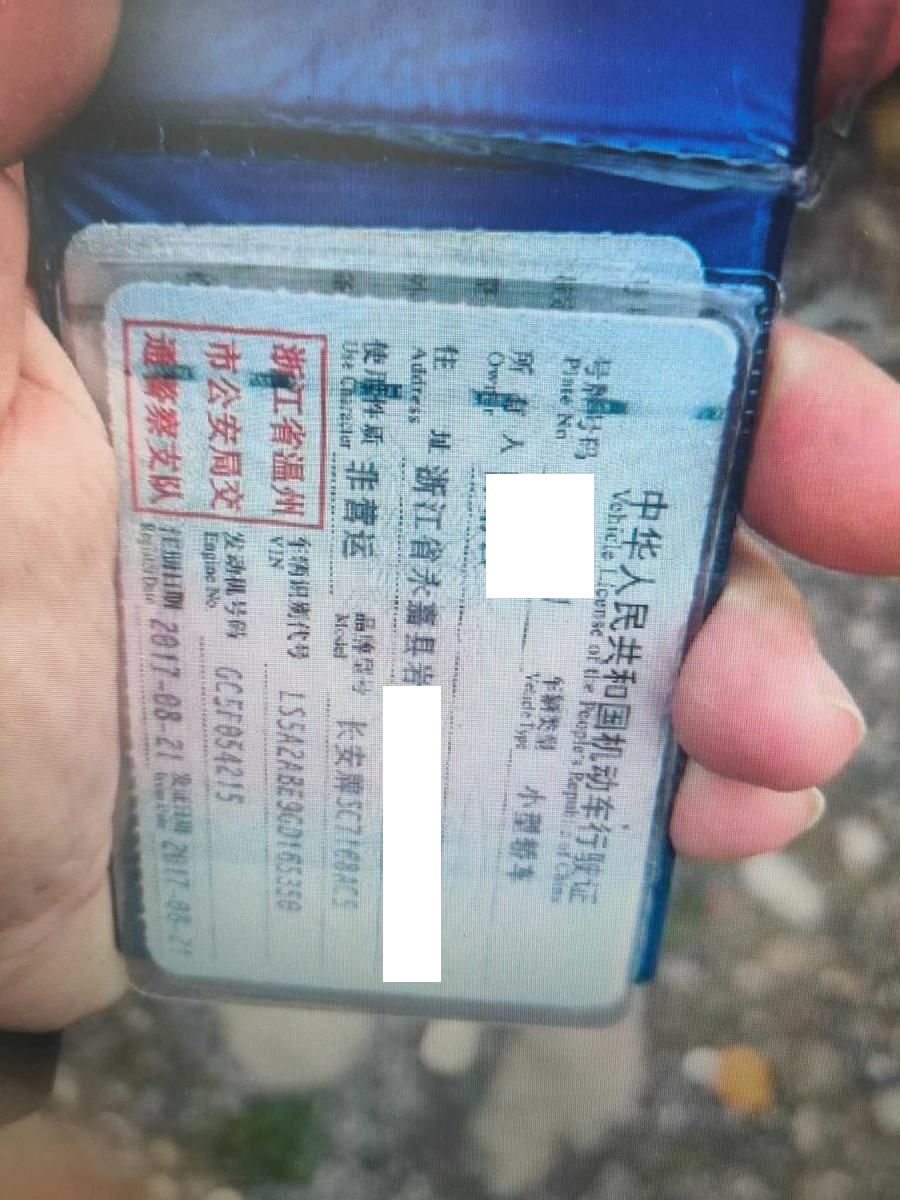 中华人民共和国机动车行驶证
Vehicle License of the People's Republic of China
号牌号码
Plate No.
车辆类型 小型轿车
Vehicle Type
所有人
Owner
住址 浙江省永嘉县岩
Address
使用性质 非营运
Use Character
品牌型号 长安牌SC7169AC5
Model
浙江省温州
市公安局交
通警察支队
车辆识别代号
VIN
发动机号码 GC5F054215
Engine No.
注册日期 2017-08-21
Register Date
发证日期 2017-08-21
Issue Date